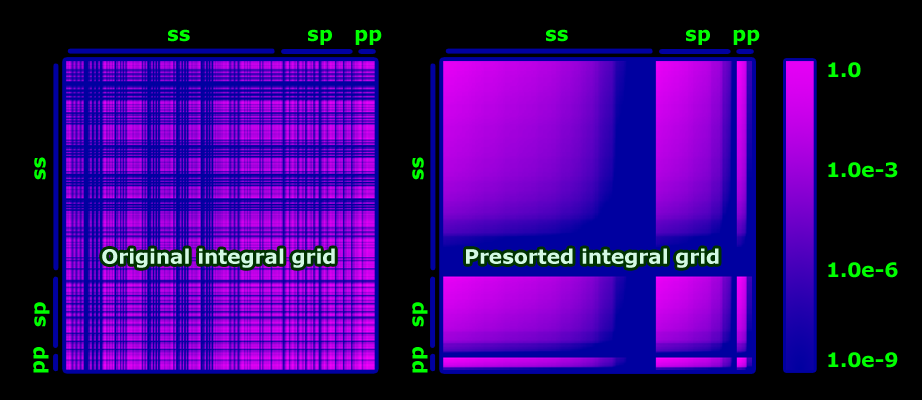 ss sp pp
ss sp pp
1.0
1.0e-3
1.0e-6
1.0e-9
ss
sp
pp
Original integral grid
ss
sp
pp
Presorted integral grid